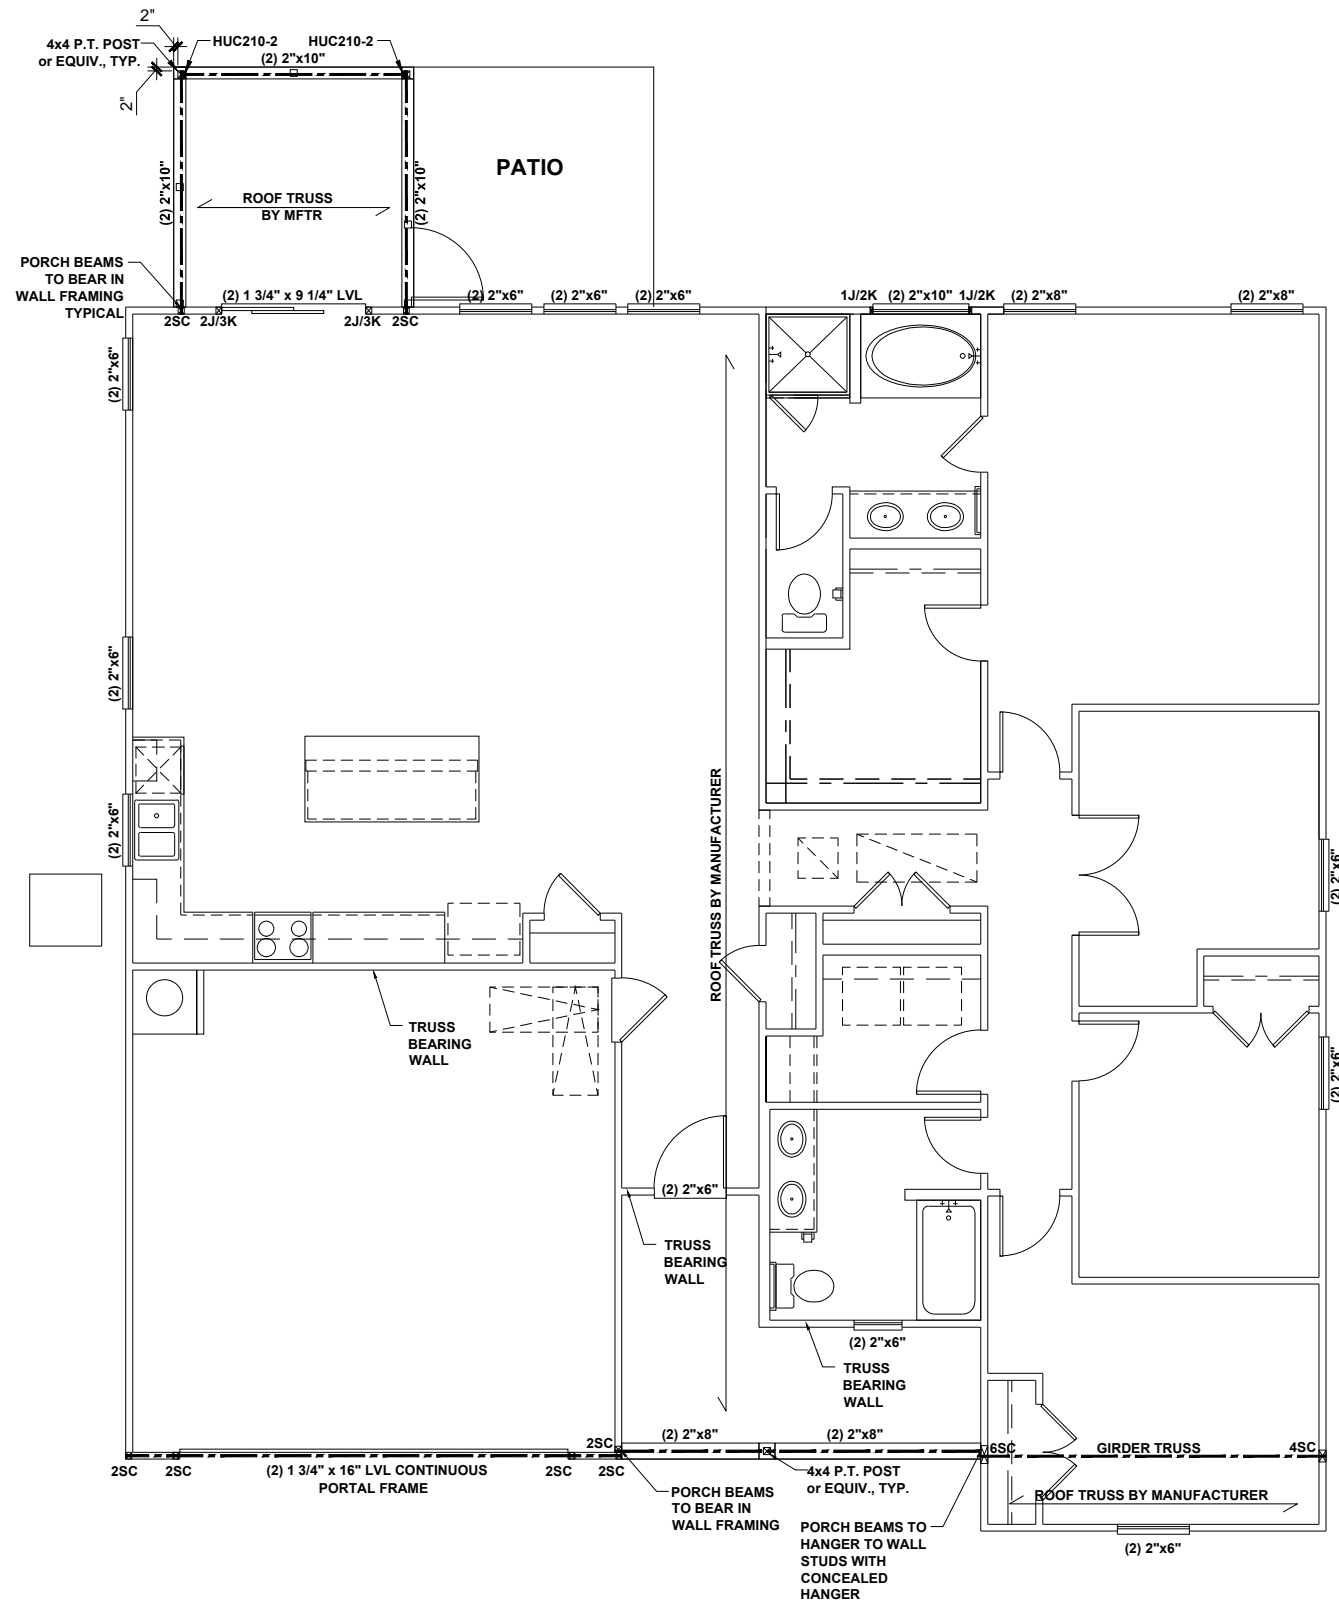 2"
4x4 P.T. POST
or EQUIV., TYP.
HUC210-2
HUC210-2
(2) 2"x10"
2"
PATIO
(2) 2"x10"
(2) 2"x10"
ROOF TRUSS
BY MFTR
PORCH BEAMS
TO BEAR IN
WALL FRAMING
TYPICAL
(2) 1 3/4" x 9 1/4" LVL
(2) 2"x6"
(2) 2"x6"
(2) 2"x6"
1J/2K
(2) 2"x10"
1J/2K
(2) 2"x8"
(2) 2"x8"
2SC
2J/3K
2J/3K
2SC
(2) 2"x6"
(2) 2"x6"
(2) 2"x6"
ROOF TRUSS BY MANUFACTURER
(2) 2"x6"
TRUSS
BEARING
WALL
(2) 2"x6"
(2) 2"x6"
TRUSS
BEARING
WALL
(2) 2"x6"
TRUSS
BEARING
WALL
2SC
(2) 2"x8"
(2) 2"x8"
6SC
GIRDER TRUSS
4SC
2SC
2SC
(2) 1 3/4" x 16" LVL CONTINUOUS
PORTAL FRAME
2SC
2SC
4x4 P.T. POST
or EQUIV., TYP.
ROOF TRUSS BY MANUFACTURER
PORCH BEAMS
TO BEAR IN
WALL FRAMING
PORCH BEAMS TO
HANGER TO WALL
STUDS WITH
CONCEALED
HANGER
(2) 2"x6"